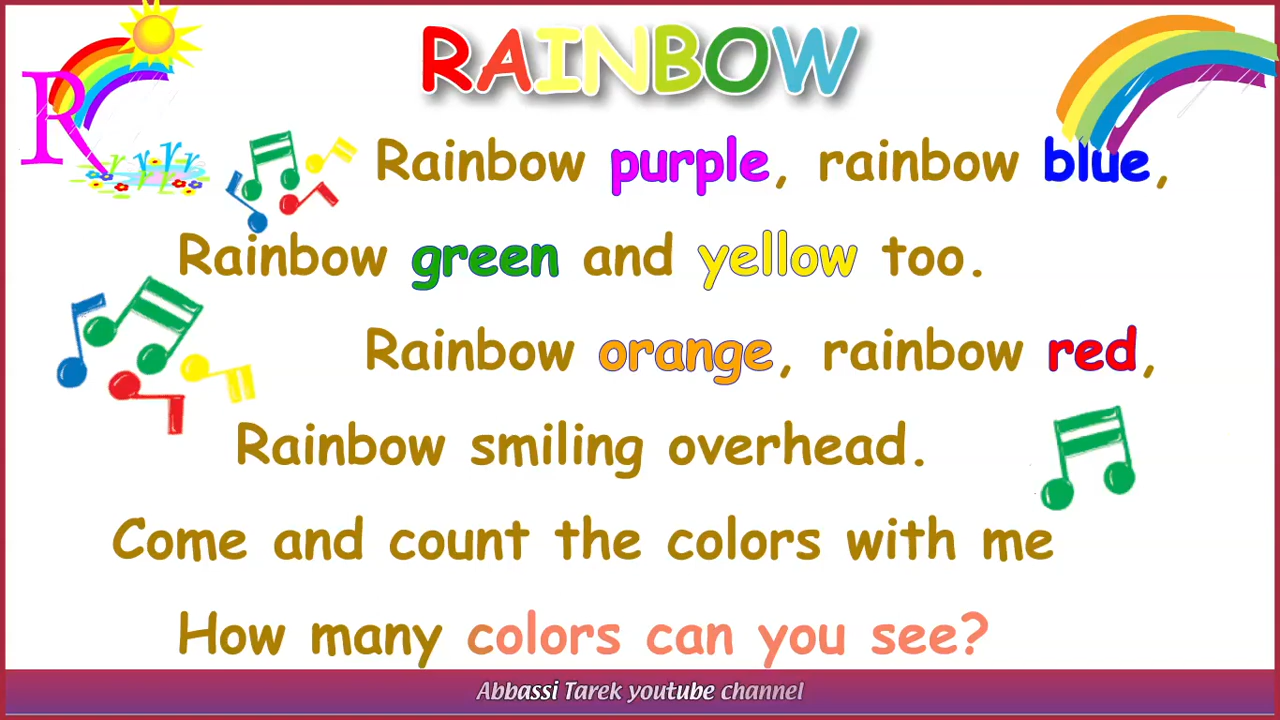 RAINBOW
R
r r r r
Rainbow purple, rainbow blue,
Rainbow green and yellow too.
Rainbow orange, rainbow red,
Rainbow smiling overhead.
Come and count the colors with me
How many colors can you see?
Abbassi Tarek youtube channel